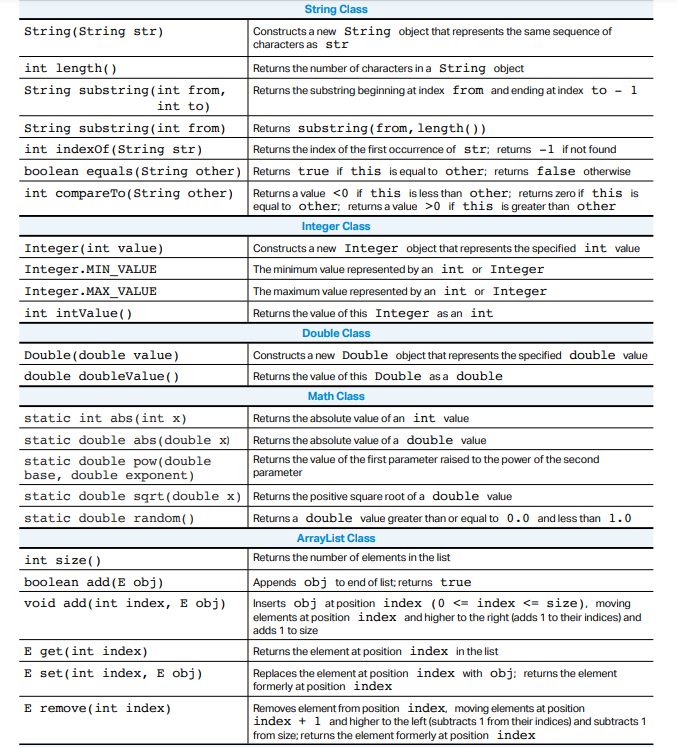 String Class
String(String str)
Constructs a new String object that represents the same sequence of
characters as str
int length()
Returns the number of characters in a String object
String substring(int from,
int to)
Returns the substring beginning at index from and ending at index to - 1
String substring(int from)
Returns substring(from, length())
int indexOf(String str)
Returns the index of the first occurrence of str; returns -1 if not found
boolean equals(String other)
Returns true if this is equal to other; returns false otherwise
int compareTo(String other)
Returns a value <0 if this is less than other; returns zero if this is
equal to other; returns a value >0 if this is greater than other
Integer Class
Integer(int value)
Constructs a new Integer object that represents the specified int value
Integer.MIN_VALUE
The minimum value represented by an int or Integer
Integer.MAX_VALUE
The maximum value represented by an int or Integer
int intValue()
Returns the value of this Integer as an int
Double Class
Double(double value)
Constructs a new Double object that represents the specified double value
double doubleValue()
Returns the value of this Double as a double
Math Class
static int abs(int x)
Returns the absolute value of an int value
static double abs(double x)
Returns the absolute value of a double value
static double pow(double
base, double exponent)
Returns the value of the first parameter raised to the power of the second
parameter
static double sqrt(double x)
Returns the positive square root of a double value
static double random()
Returns a double value greater than or equal to 0.0 and less than 1.0
ArrayList Class
int size()
Returns the number of elements in the list
boolean add(E obj)
Appends obj to end of list; returns true
void add(int index, E obj)
Inserts obj at position index (0 <= index <= size), moving
elements at position index and higher to the right (adds 1 to their indices) and
adds 1 to size
E get(int index)
Returns the element at position index in the list
E set(int index, E obj)
Replaces the element at position index with obj; returns the element
formerly at position index
E remove(int index)
Removes element from position index, moving elements at position
index + 1 and higher to the left (subtracts 1 from their indices) and subtracts 1
from size; returns the element formerly at position index